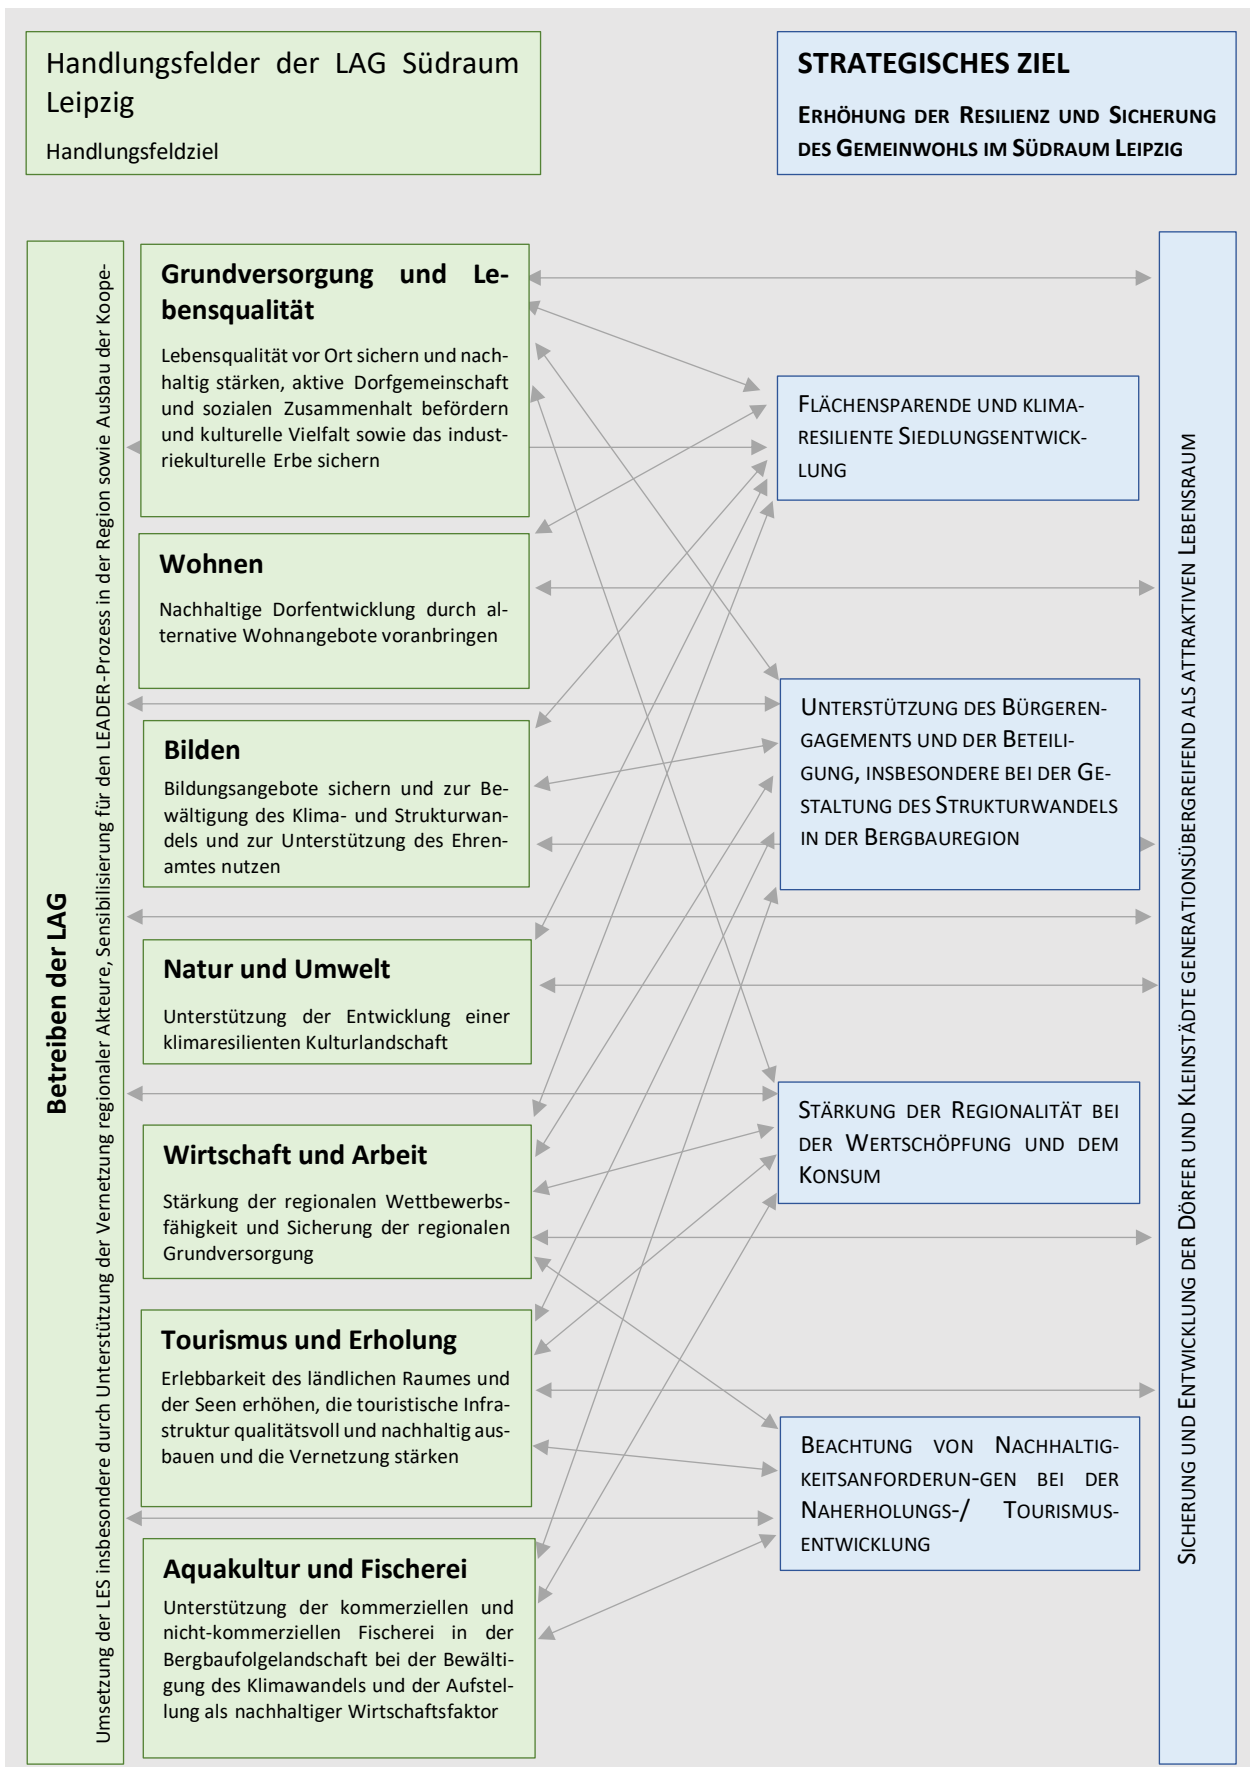 Handlungsfelder der LAG Südraum
Leipzig
Handlungsfeldziel
STRATEGISCHES ZIEL
ERHÖHUNG DER RESILIENZ UND SICHERUNG
DES GEMEINWOHLS IM SÜDRAUM LEIPZIG
Betreiben der LAG
Umsetzung der LES insbesondere durch Unterstützung der Vernetzung regionaler Akteure, Sensibilisierung für den LEADER-Prozess in der Region sowie Ausbau der Koope-
Grundversorgung und Le-
bensqualität
Lebensqualität vor Ort sichern und nach-
haltig stärken, aktive Dorfgemeinschaft
und sozialen Zusammenhalt befördern
und kulturelle Vielfalt sowie das indust-
riekulturelle Erbe sichern
Wohnen
Nachhaltige Dorfentwicklung durch al-
ternative Wohnangebote voranbringen
Bilden
Bildungsangebote sichern und zur Be-
wältigung des Klima- und Strukturwan-
dels und zur Unterstützung des Ehren-
amtes nutzen
Natur und Umwelt
Unterstützung der Entwicklung einer
klimaresilienten Kulturlandschaft
Wirtschaft und Arbeit
Stärkung der regionalen Wettbewerbs-
fähigkeit und Sicherung der regionalen
Grundversorgung
Tourismus und Erholung
Erlebbarkeit des ländlichen Raumes und
der Seen erhöhen, die touristische Infra-
struktur qualitätsvoll und nachhaltig aus-
bauen und die Vernetzung stärken
Aquakultur und Fischerei
Unterstützung der kommerziellen und
nicht-kommerziellen Fischerei in der
Bergbaufolgelandschaft bei der Bewälti-
gung des Klimawandels und der Aufstel-
lung als nachhaltiger Wirtschaftsfaktor
FLÄCHENSPARENDE UND KLIMA-
RESILIENTE SIEDLUNGSENTWICK-
LUNG
UNTERSTÜTZUNG DES BÜRGEREN-
GAGEMENTS UND DER BETEILI-
GUNG, INSBESONDERE BEI DER GE-
STALTUNG DES STRUKTURWANDELS
IN DER BERGBAUREGION
STÄRKUNG DER REGIONALITÄT BEI
DER WERTSCHÖPFUNG UND DEM
KONSUM
BEACHTUNG VON NACHHALTIG-
KEITSANFORDERUN-GEN BEI DER
NAHERHOLUNGS-/ TOURISMUS-
ENTWICKLUNG
SICHERUNG UND ENTWICKLUNG DER DÖRFER UND KLEINSTÄDTE GENERATIONSÜBERGREIFEND ALS ATTRAKTIVEN LEBENSRAUM